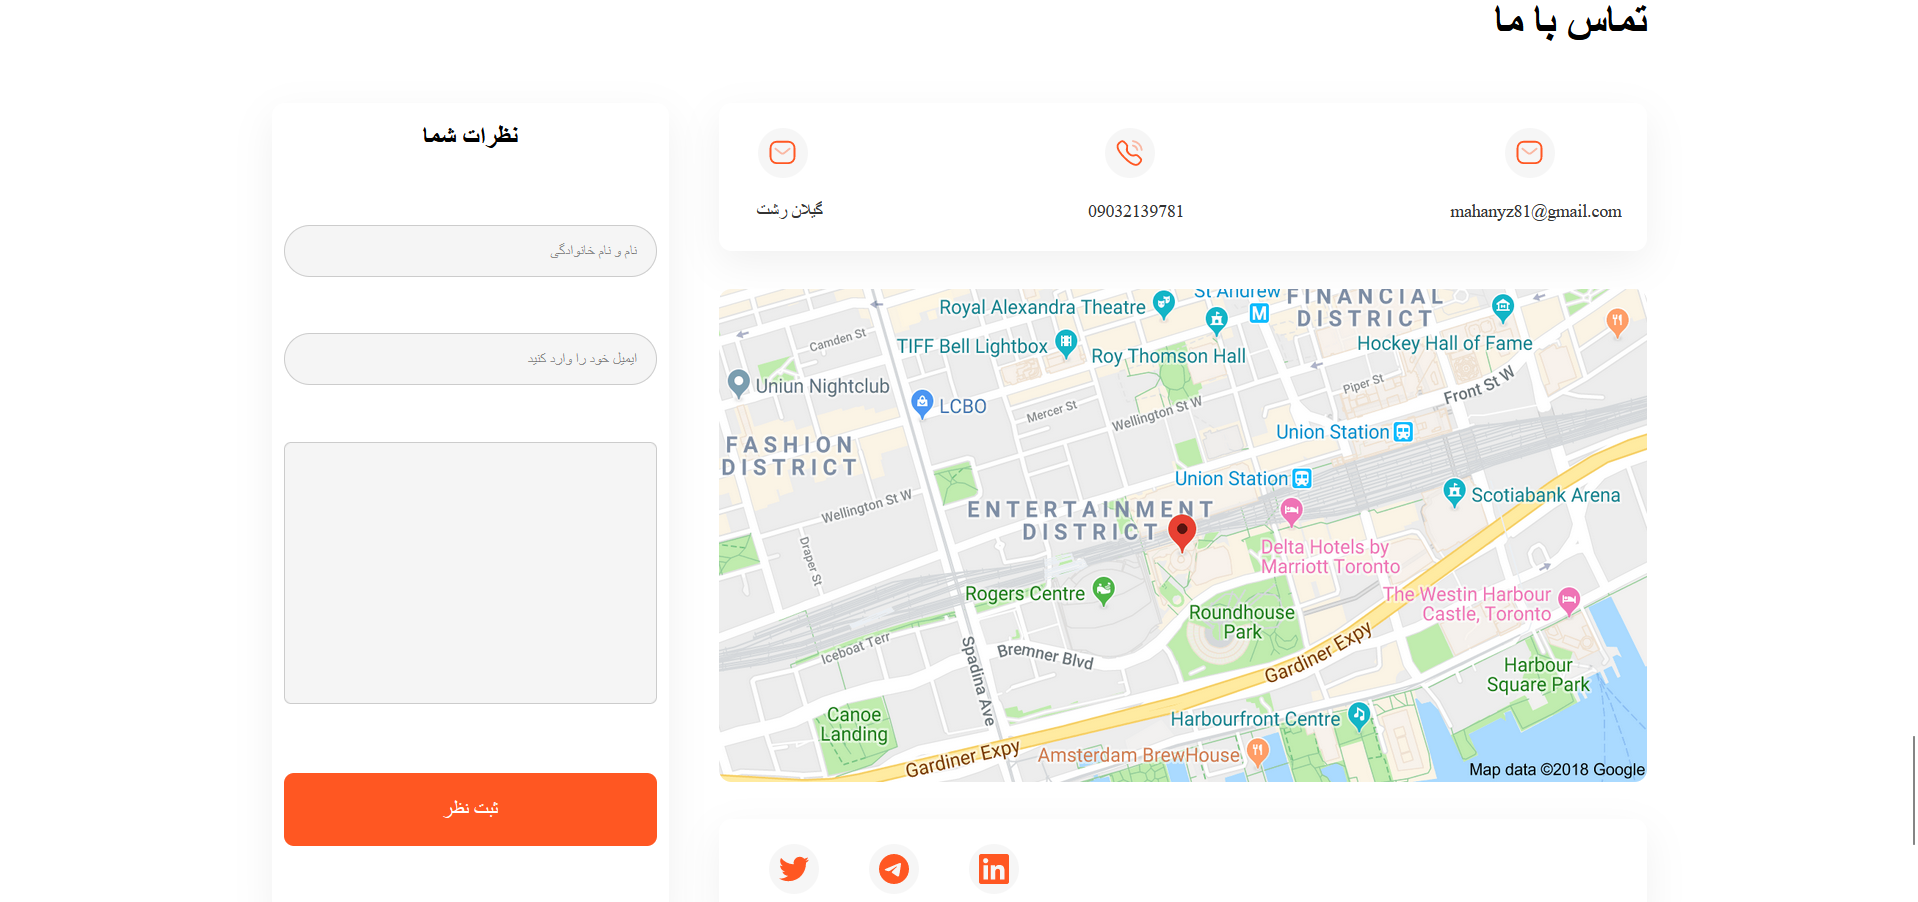 تماس با ما
mahanyz81@gmail.com
09032139781
گیلان رشت
نظرات شما
نام و نام خانوادگی
ایمیل خود را وارد کنید
ثبت نظر
St Andrew
FINANCIAL
DISTRICT
Royal Alexandra Theatre
TIFF Bell Lightbox
Roy Thomson Hall
Hockey Hall of Fame
Camden St
Uniun Nightclub
LCBO
Mercer St
Wellington St W
Piper St
Front St W
Union Station
FASHION
DISTRICT
Union Station
Wellington St W
ENTERTAINMENT
DISTRICT
Scotiabank Arena
Draper St
Delta Hotels by
Marriott Toronto
Rogers Centre
Roundhouse
Park
The Westin Harbour
Castle, Toronto
Iceboat Terr
Spadina Ave
Bremner Blvd
Gardiner Expy
Harbour
Square Park
Canoe
Landing
Harbourfront Centre
Gardiner Expy
Amsterdam BrewHouse
Map data ©2018 Google
in